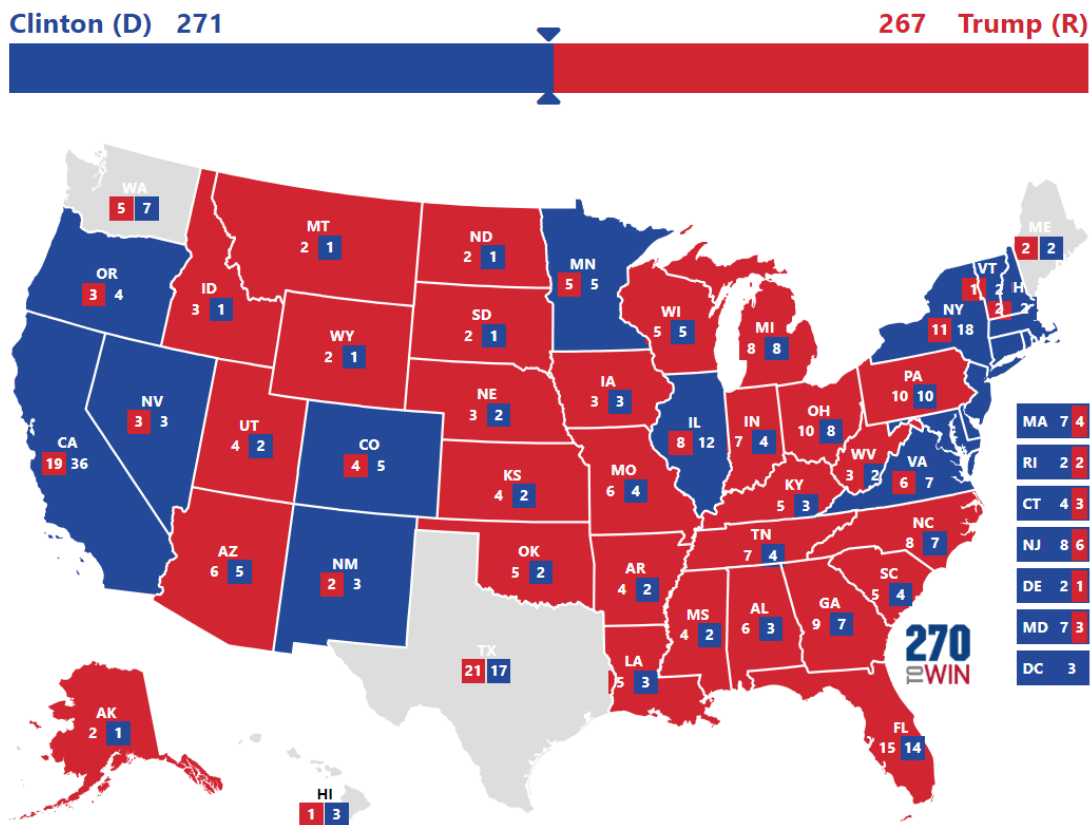 Clinton (D) 271
267 Trump (R)
WA
5 7
OR
3 4
CA
19 36
NV
3 3
ID
3 1
MT
2 1
WY
2 1
UT
4 2
CO
4 5
AZ
6 5
NM
2 3
ND
2 1
SD
2 1
NE
3 2
KS
4 2
OK
5 2
TX
21 17
MN
5 5
IA
3 3
MO
6 4
AR
4 2
LA
5 3
WI
5 5
IL
8 12
MI
8 8
IN
7 4
OH
10 8
KY
5 3
TN
7 4
MS
4 2
AL
6 3
GA
9 7
FL
15 14
SC
5 4
NC
8 7
VA
6 7
WV
3 2
PA
10 10
NY
11 18
VT
1 2
H
2 2
ME
2 2
MA 7 4
RI 2 2
CT 4 3
NJ 8 6
DE 2 1
MD 7 3
DC 3
270
TO WIN
AK
2 1
HI
1 3